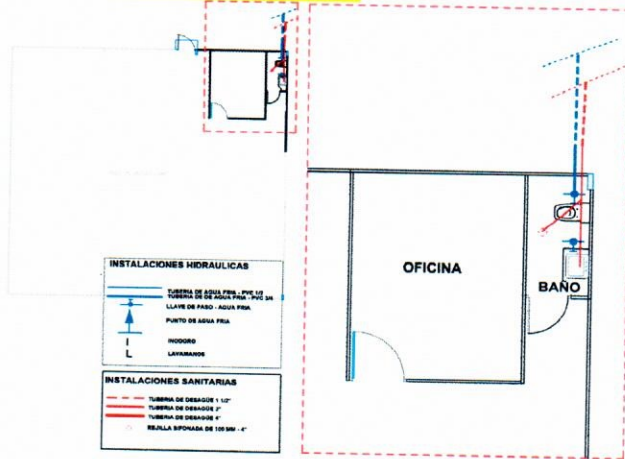 OFICINA
BAÑO
INSTALACIONES HIDRAULICAS
TUBERIA DE AGUA FRIA - PVC 1/2
TUBERIA DE DE AGUA FRIA - PVC 3/4
LLAVE DE PASO - AGUA FRIA
PUNTO DE AGUA FRIA
I INODORO
L LAVAMANOS
INSTALACIONES SANITARIAS
TUBERIA DE DESAGÜE 1 1/2"
TUBERIA DE DESAGÜE 2"
TUBERIA DE DESAGÜE 4"
REJILLA SIFONADA DE 100 MM - 4"